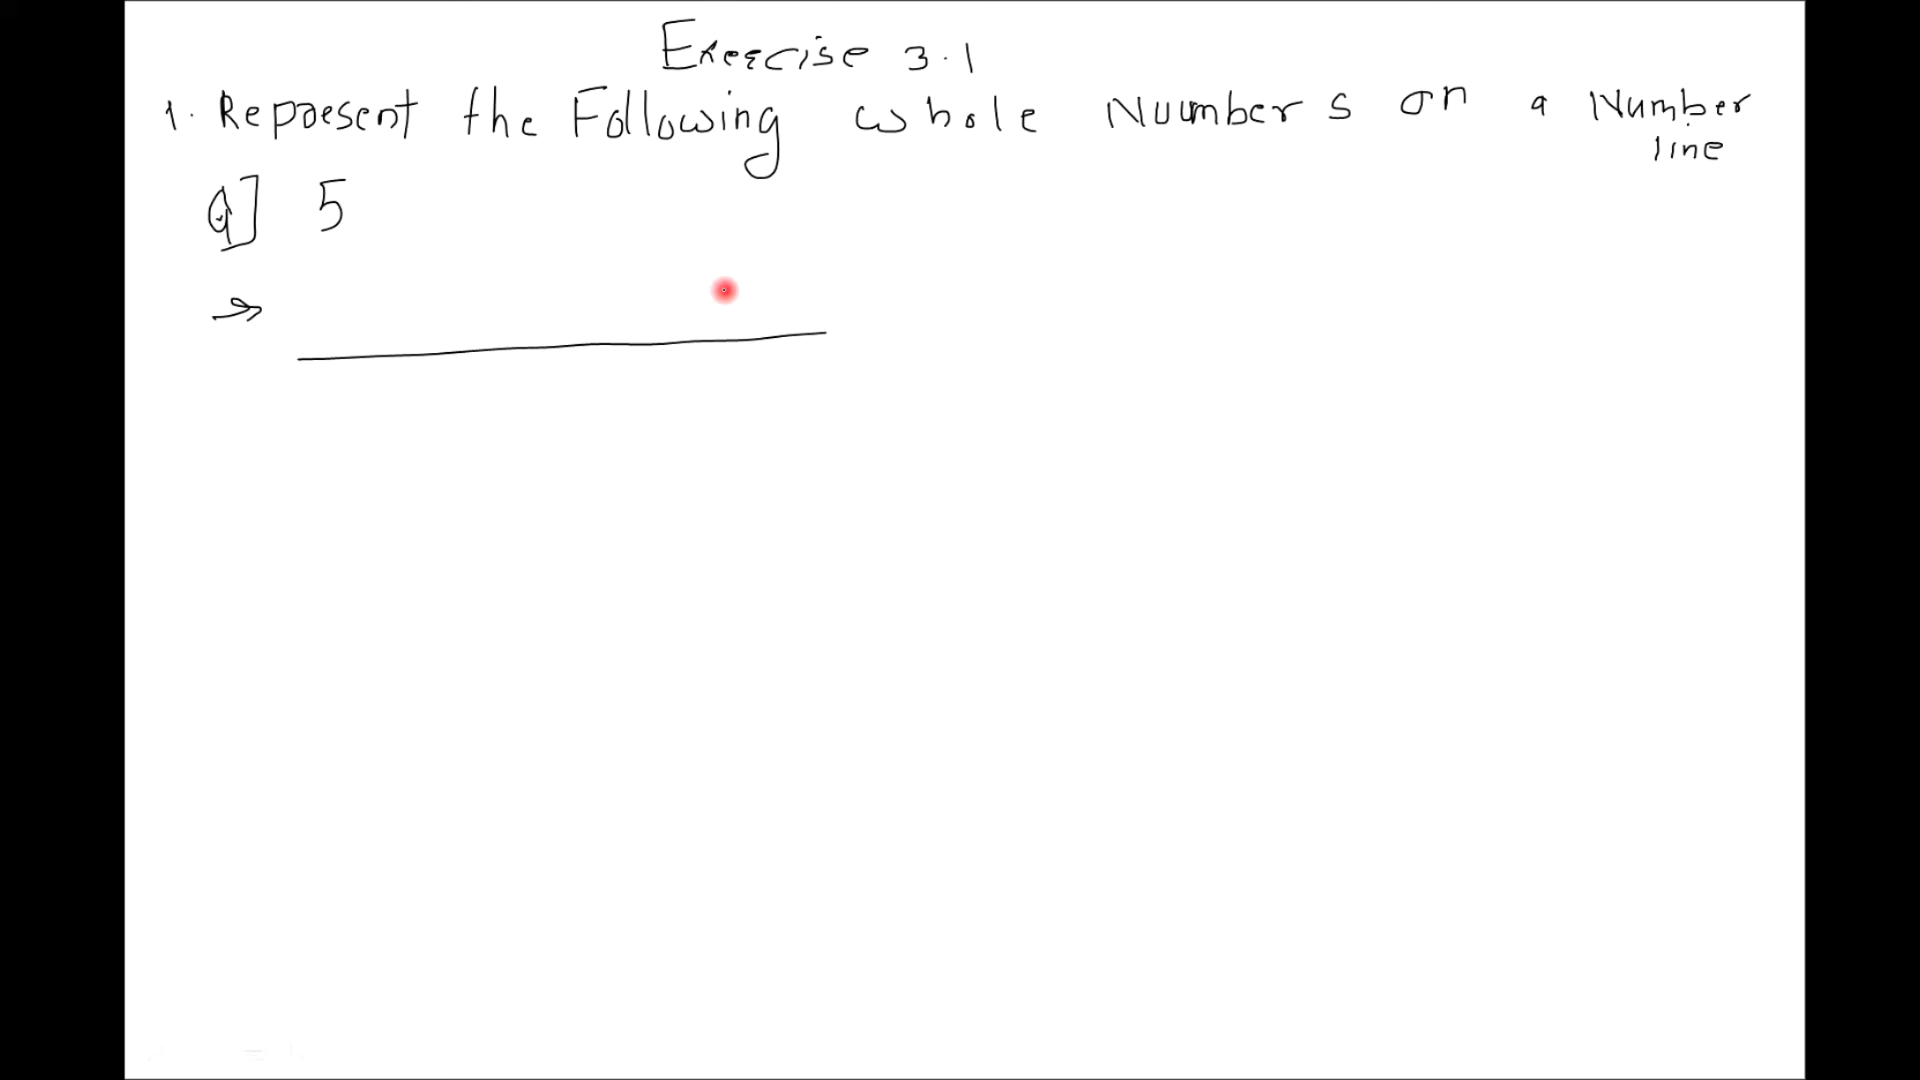 Exercise 3.1
1. Represent the Following whole Numbers on a Number
line
a] 5